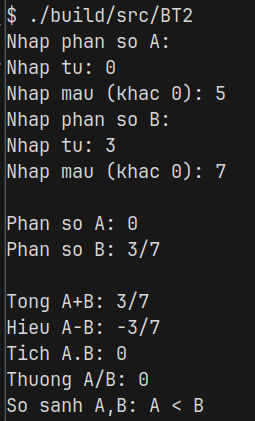 $ ./build/src/BT2
Nhap phan so A:
Nhap tu: 0
Nhap mau (khac 0): 5
Nhap phan so B:
Nhap tu: 3
Nhap mau (khac 0): 7

Phan so A: 0
Phan so B: 3/7

Tong A+B: 3/7
Hieu A-B: -3/7
Tich A.B: 0
Thuong A/B: 0
So sanh A,B: A < B